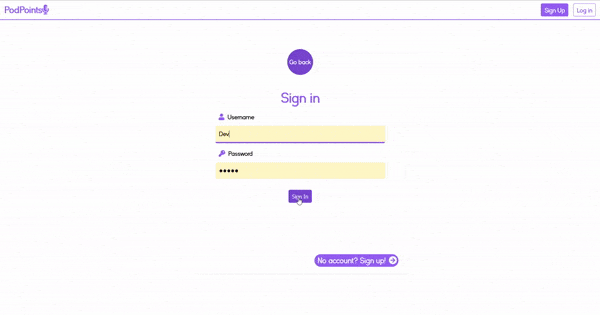 PodPoints
Sign Up
Log in
Go back
Sign in
Username
Dev
Password
Sign In
No account? Sign up!